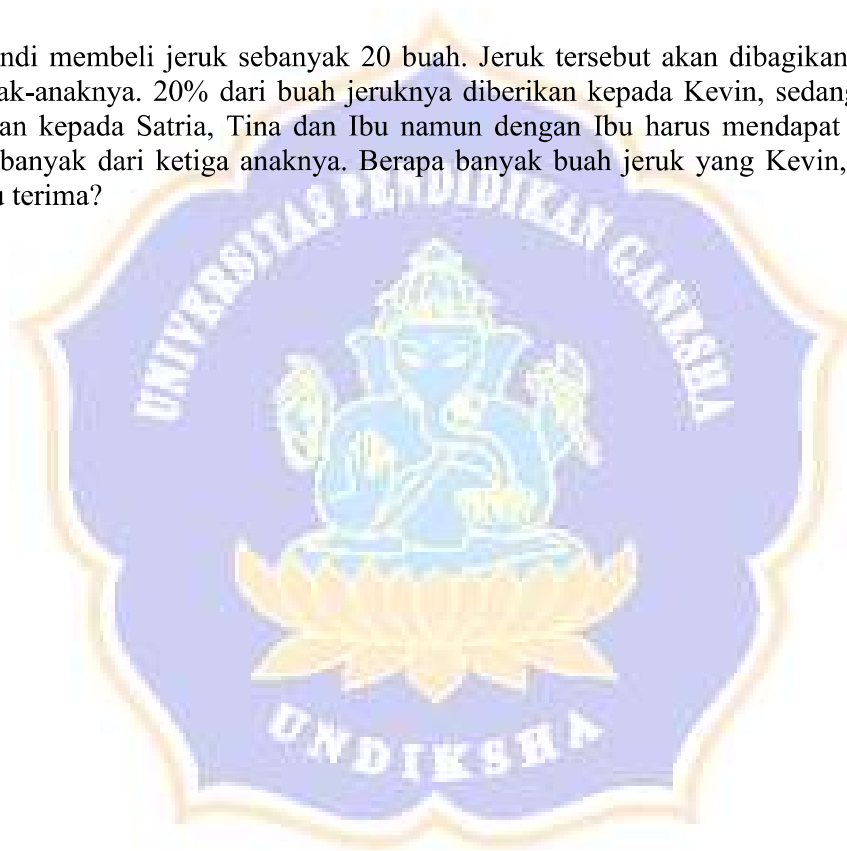 ndi membeli jeruk sebanyak 20 buah. Jeruk tersebut akan dibagikan
ak-anaknya. 20% dari buah jeruknya diberikan kepada Kevin, sedang
an kepada Satria, Tina dan Ibu namun dengan Ibu harus mendapat
banyak dari ketiga anaknya. Berapa banyak buah jeruk yang Kevin,
u terima?
UNIVERSITAS PENDIDIKAN GANESHA
UNDIKSHA